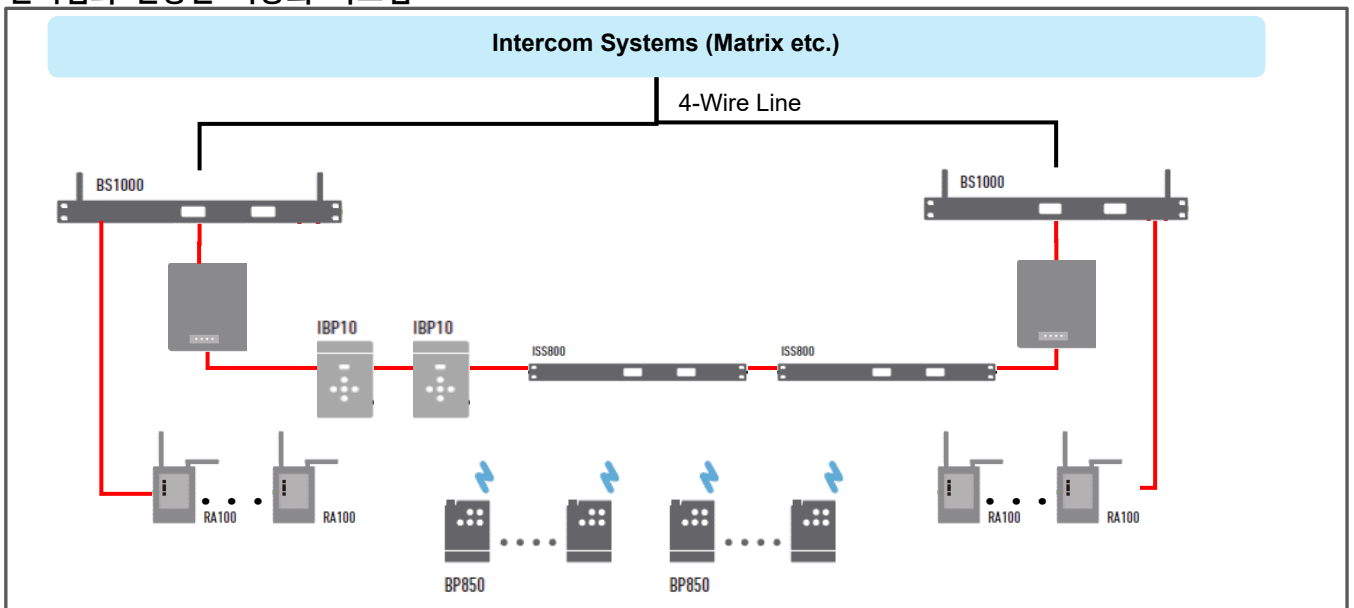 Intercom Systems (Matrix etc.)
4-Wire Line
BS1000
BS1000
IBP10
IBP10
ISS800
ISS800
RA100
RA100
RA100
RA100
BP850
BP850